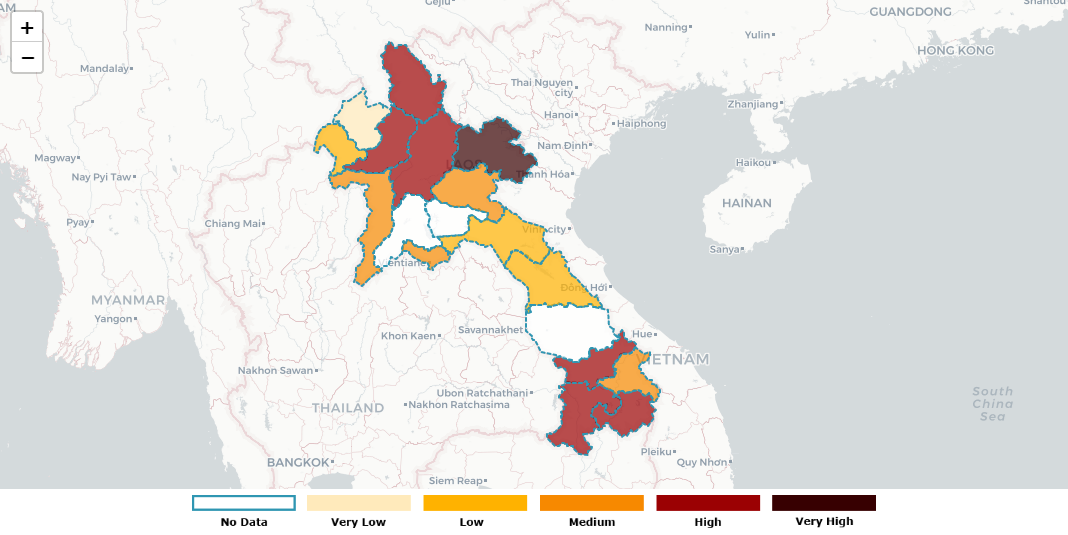 +
−
AM
Gejiu
GUANGDONG
Shantou
Nanning
Yulin
HONG KONG
Mandalay
Thai Nguyen
city
Zhanjiang
Hanoi
Haiphong
Nam Định
Magway
Haikou
LAOS
Nay Pyi Taw
Thanh Hóa
HAINAN
Pyay
Chiang Mai
Vinh city
Sanya
entiane
Đồng Hới
MYANMAR
Yangon
Khon Kaen
Savannakhet
Hue
VIETNAM
Nakhon Sawan
Ubon Ratchathani
South
China
Sea
THAILAND
Nakhon Ratchasima
Pleiku
BANGKOK
Quy Nhơn
Siem Reap
No Data
Very Low
Low
Medium
High
Very High